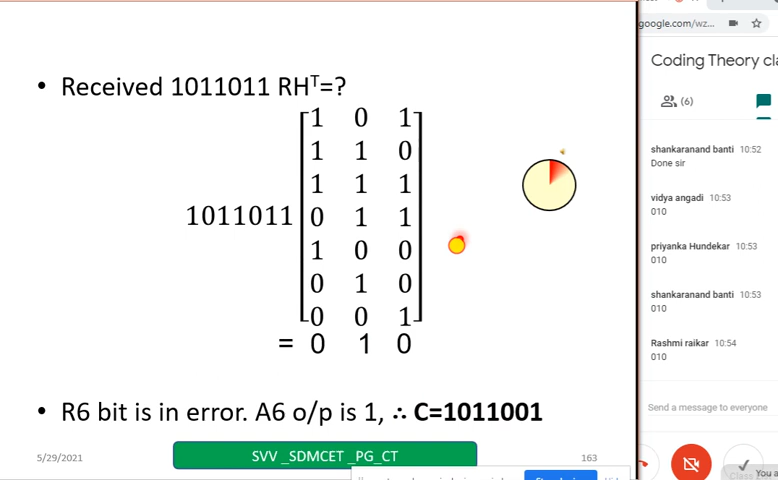 google.com/wz...
Coding Theory cl
(6)
• Received 1011011 RHᵀ=?
1 0 1
1 1 0
1 1 1
1011011 0 1 1
1 0 0
0 1 0
0 0 1
= 0 1 0
• R6 bit is in error. A6 o/p is 1, ∴ C=1011001
5/29/2021
SVV _SDMCET _PG_CT
163
shankaranand banti 10:52
Done sir
vidya angadi 10:53
010
priyanka Hundekar 10:53
010
shankaranand banti 10:53
010
Rashmi raikar 10:54
010
Send a message to everyone
You a